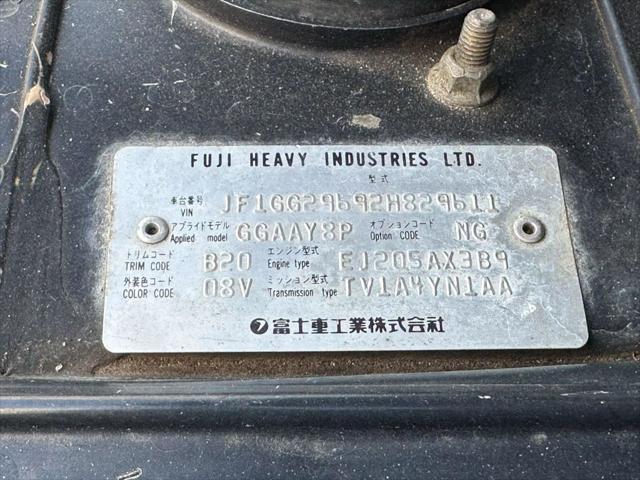 FUJI HEAVY INDUSTRIES LTD.
型式
車台番号 VIN JF1GG29692H829611
アプライドモデル Applied model GGAAY8P オプションコード Option CODE NG
トリムコード TRIM CODE B20 エンジン型式 Engine type EJ205AX3B9
外装色コード COLOR CODE 08V ミッション型式 Transmission type TV1A4YN1AA
富士重工業株式会社